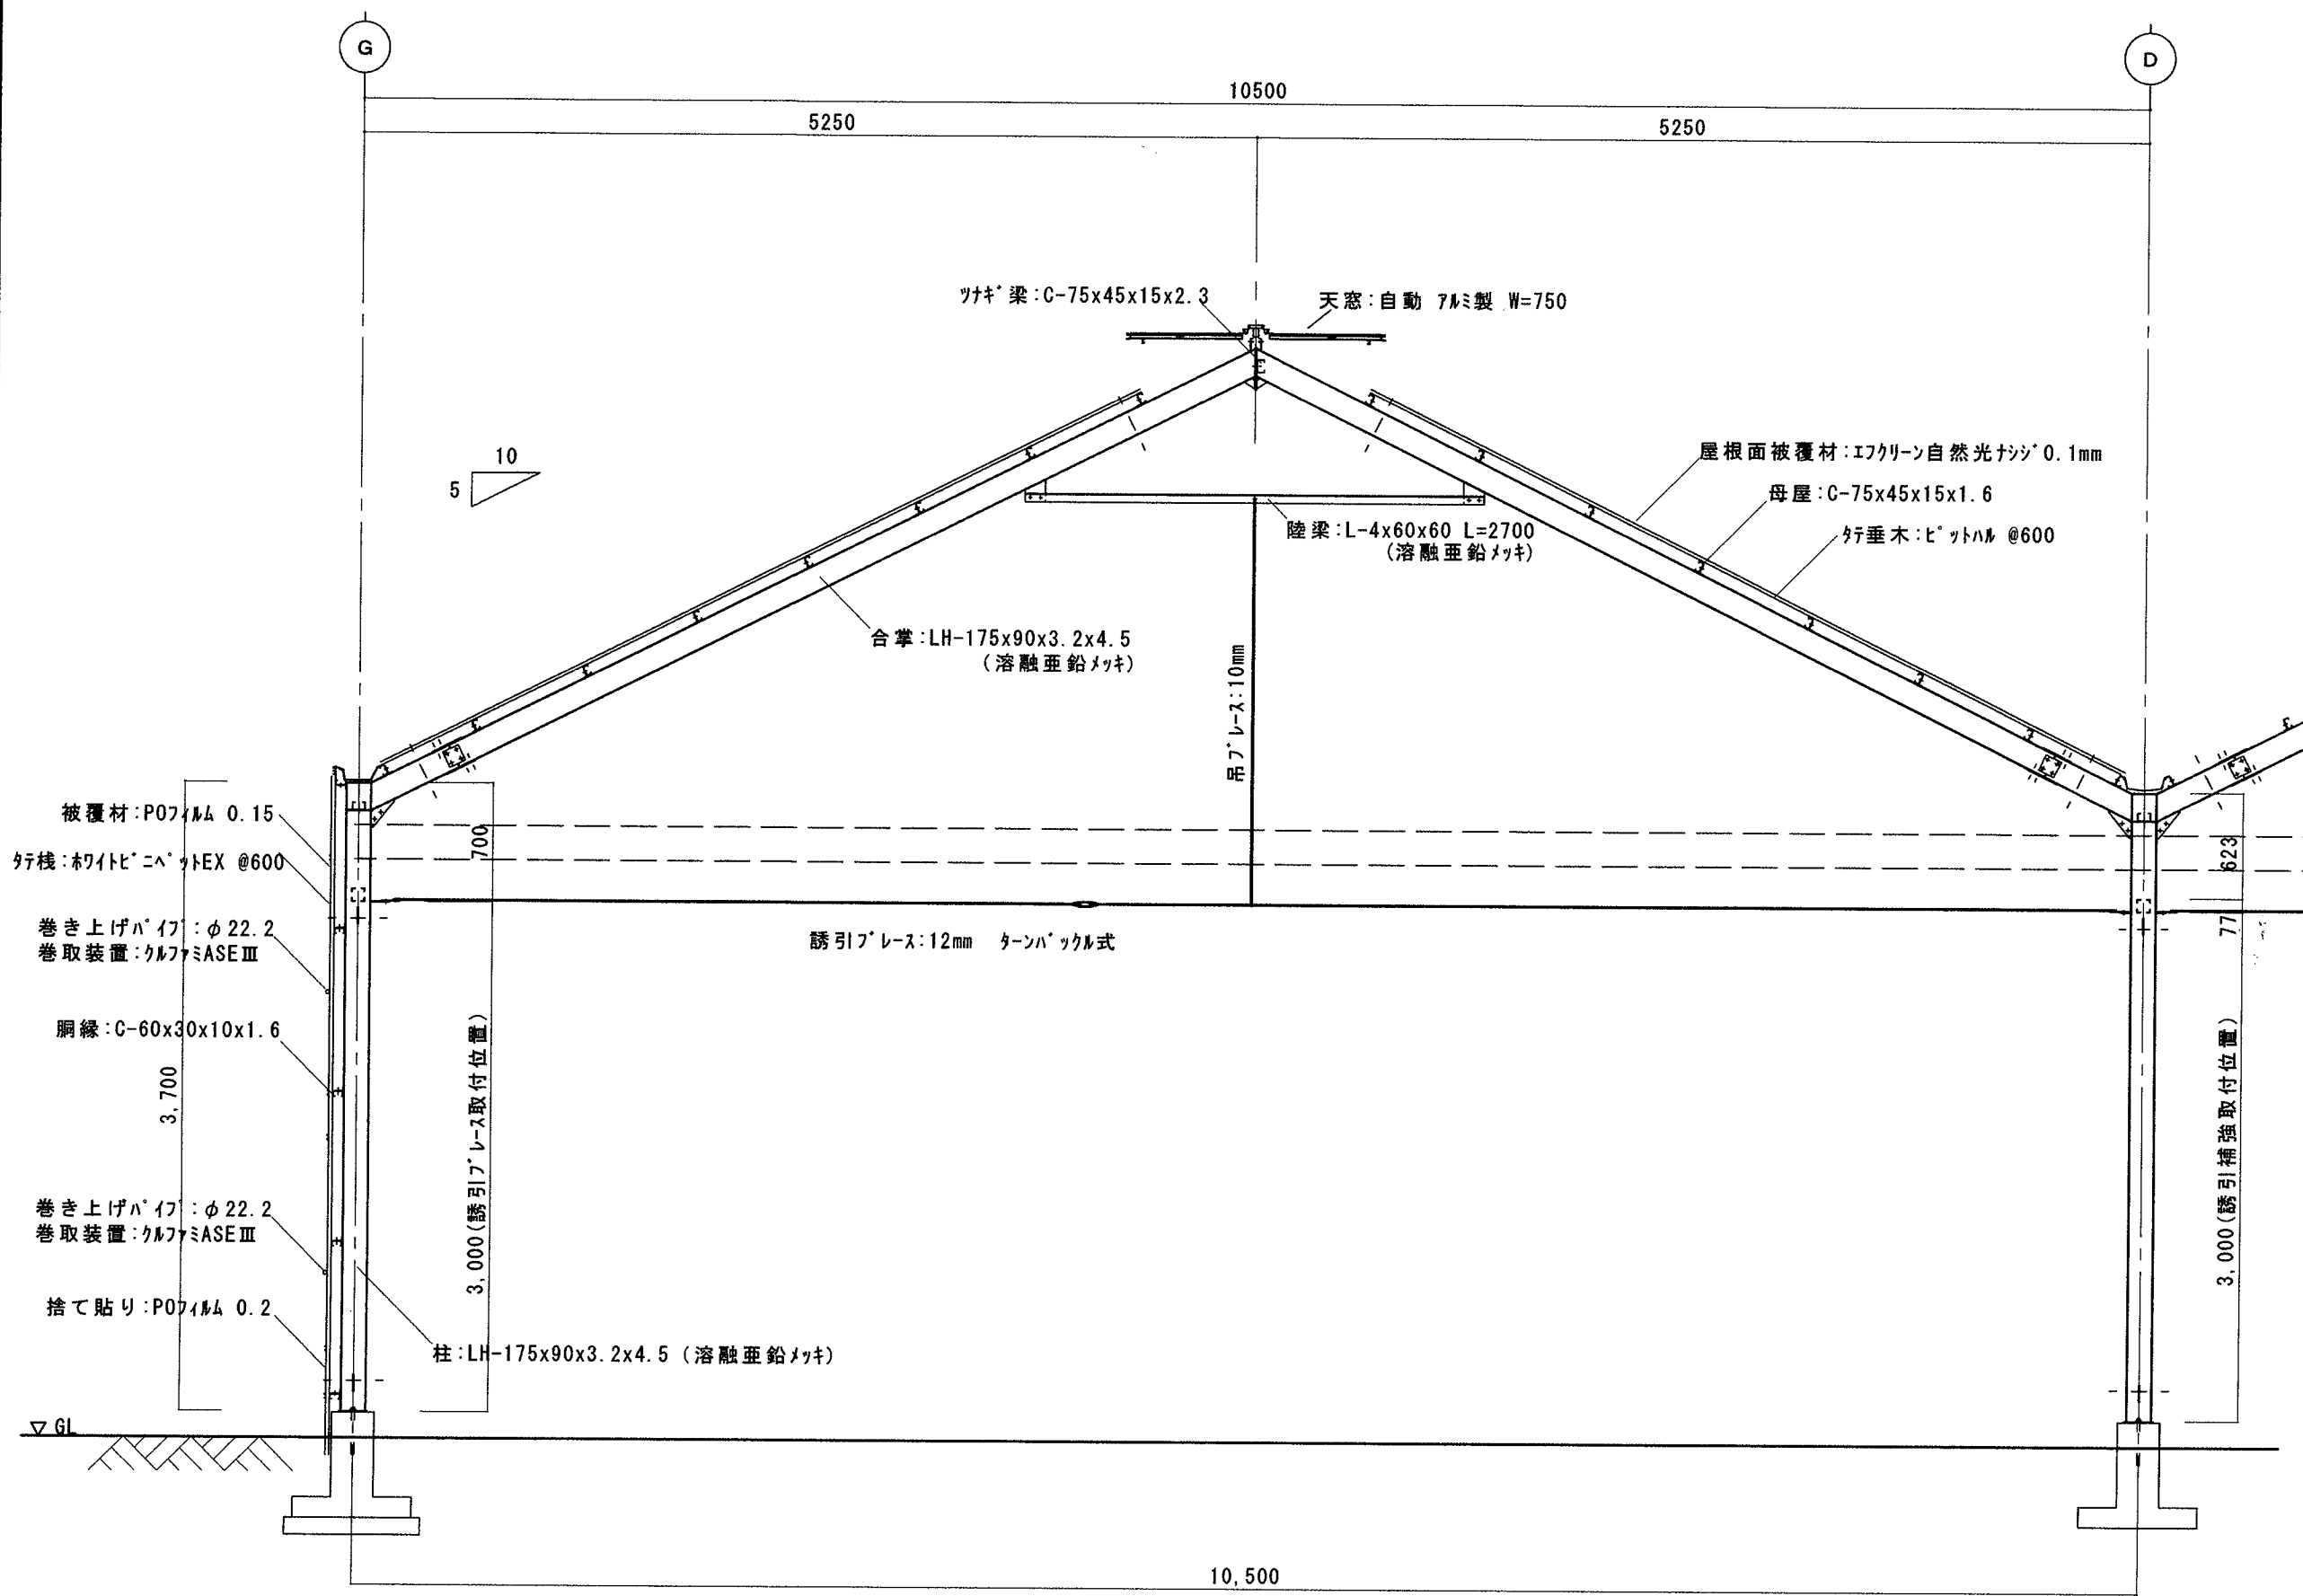 G
D
10500
5250
5250
ツナギ梁:C-75x45x15x2.3
天窓:自動 アルミ製 W=750
10
5
屋根面被覆材:エフクリーン自然光ナシジ0.1mm
母屋:C-75x45x15x1.6
タテ垂木:ピットハル @600
陸梁:L-4x60x60 L=2700
(溶融亜鉛メッキ)
合掌:LH-175x90x3.2x4.5
(溶融亜鉛メッキ)
吊ブレース:10mm
被覆材:POフィルム 0.15
タテ桟:ホワイトビニペットEX @600
700
623
77
巻き上げパイプ:φ22.2
巻取装置:クルファミASEⅢ
誘引ブレース:12mm ターンバックル式
胴縁:C-60x30x10x1.6
3,700
3,000(誘引ブレース取付位置)
3,000(誘引補強取付位置)
巻き上げパイプ:φ22.2
巻取装置:クルファミASEⅢ
捨て貼り:POフィルム 0.2
柱:LH-175x90x3.2x4.5 (溶融亜鉛メッキ)
▽ GL
10,500